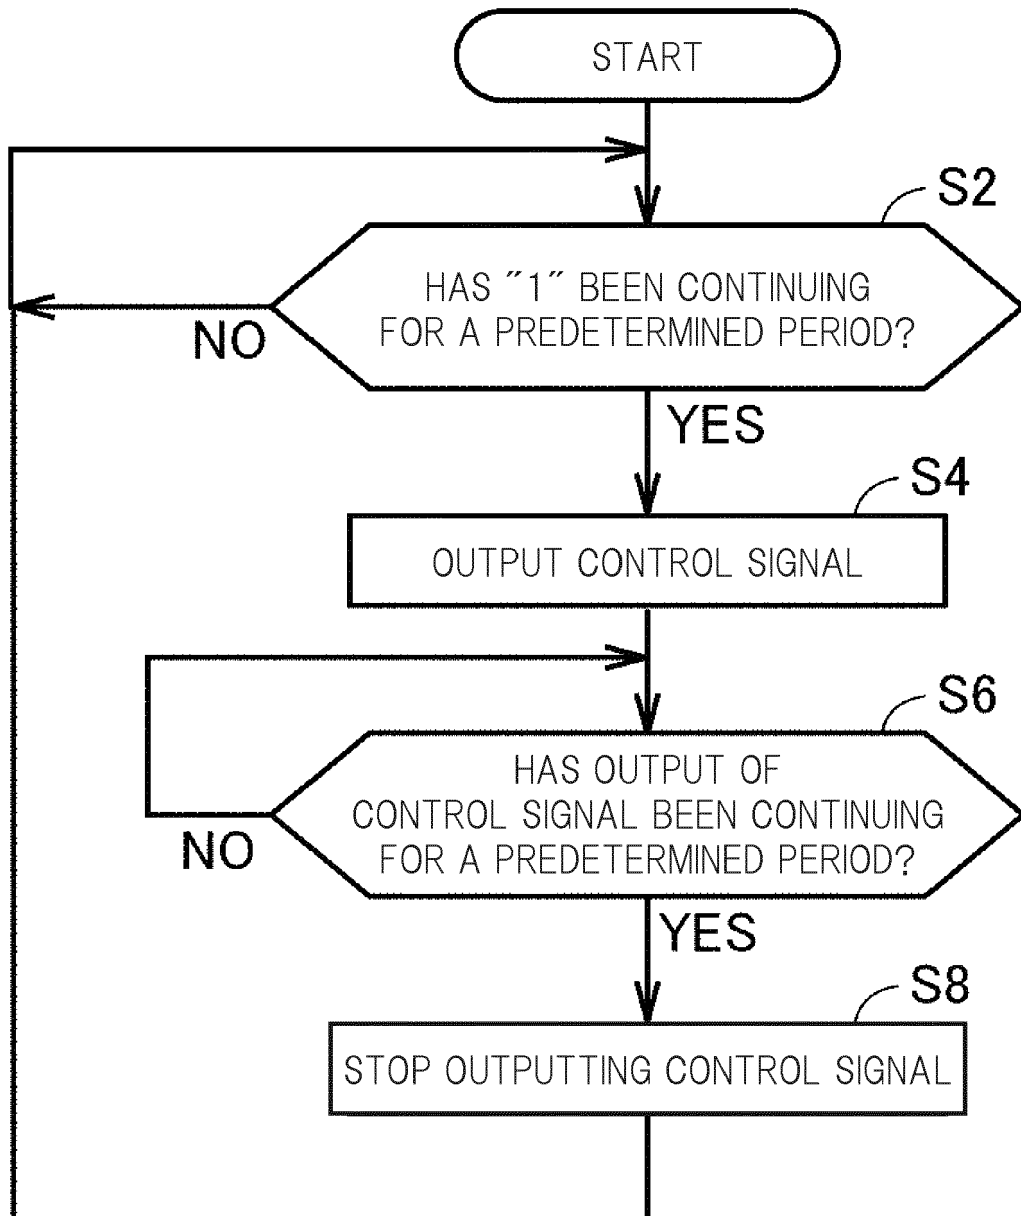 START
S2
HAS "1" BEEN CONTINUING
FOR A PREDETERMINED PERIOD?
NO
YES
S4
OUTPUT CONTROL SIGNAL
S6
HAS OUTPUT OF
CONTROL SIGNAL BEEN CONTINUING
FOR A PREDETERMINED PERIOD?
NO
YES
S8
STOP OUTPUTTING CONTROL SIGNAL